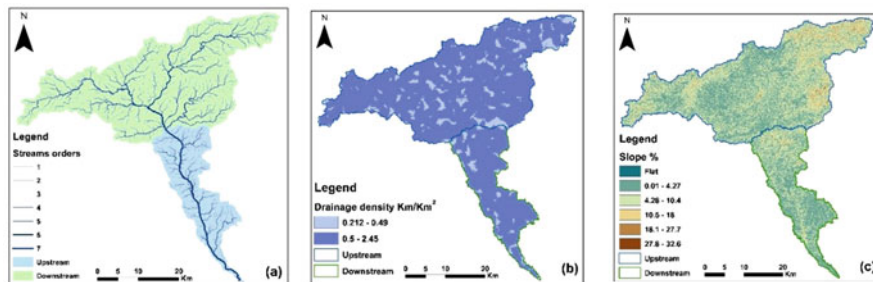 N
Legend
Streams orders
1
2
3
4
5
6
7
Upstream
Downstream
0 5 10 20
Km
(a)
N
Legend
Drainage density Km/Km²
0.212 - 0.49
0.5 - 2.45
Upstream
Downstream
0 5 10 20
Km
(b)
N
Legend
Slope %
Flat
0.01 - 4.27
4.28 - 10.4
10.5 - 18
18.1 - 27.7
27.8 - 32.6
Upstream
Downstream
0 5 10 20
Km
(c)